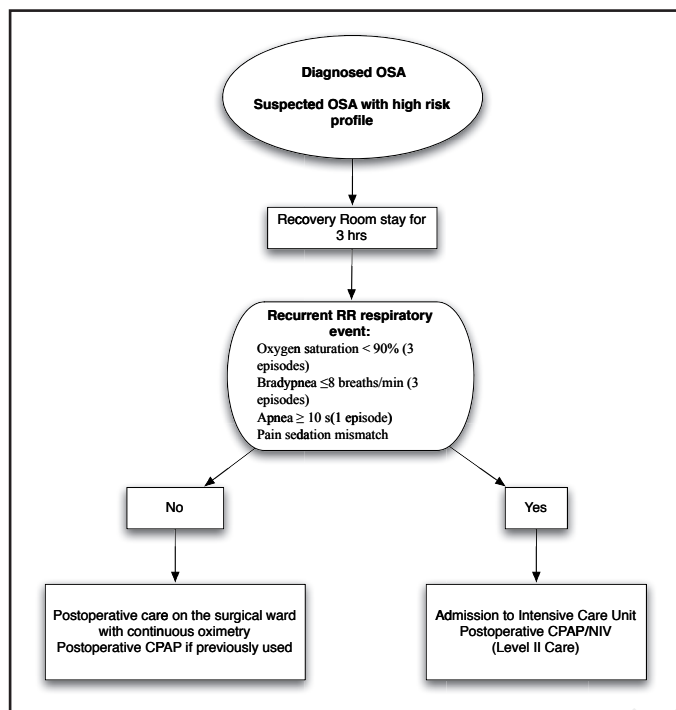 Diagnosed OSA
Suspected OSA with high risk
profile
Recovery Room stay for
3 hrs
Recurrent RR respiratory
event:
Oxygen saturation < 90% (3
episodes)
Bradypnea ≤8 breaths/min (3
episodes)
Apnea ≥ 10 s(1 episode)
Pain sedation mismatch
No
Yes
Postoperative care on the surgical ward
with continuous oximetry
Postoperative CPAP if previously used
Admission to Intensive Care Unit
Postoperative CPAP/NIV
(Level II Care)